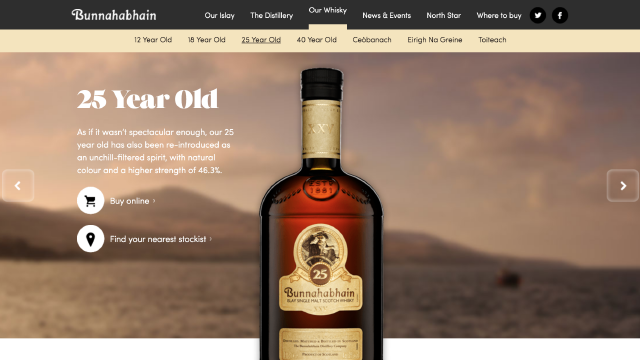 Bunnahabhain
Our Islay The Distillery Our Whisky News & Events North Star Where to buy
12 Year Old 18 Year Old 25 Year Old 40 Year Old Ceòbanach Eirigh Na Greine Toiteach
25 Year Old
As if it wasn't spectacular enough, our 25
year old has also been re-introduced as
an unchill-filtered spirit, with natural
colour and a higher strength of 46.3%.
Buy online ›
Find your nearest stockist ›
XXV
ESTD
1881
25
Bunnahabhain
ISLAY SINGLE MALT SCOTCH WHISKY
XXV